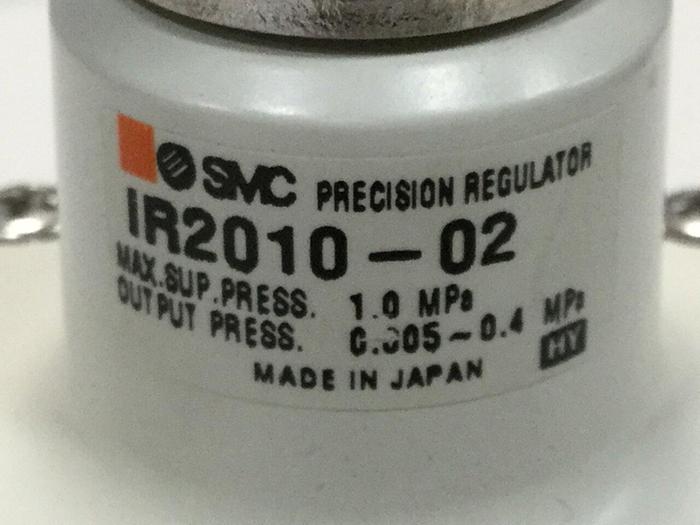 SMC PRECISION REGULATOR
IR2010-02
MAX.SUP.PRESS. 1.0 MPa
OUTPUT PRESS. 0.005~0.4 MPa
HY
MADE IN JAPAN